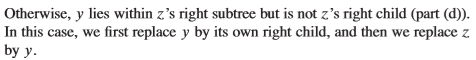 Otherwise, y lies within z's right subtree but is not z's right child (part (d)).
In this case, we first replace y by its own right child, and then we replace z
by y.